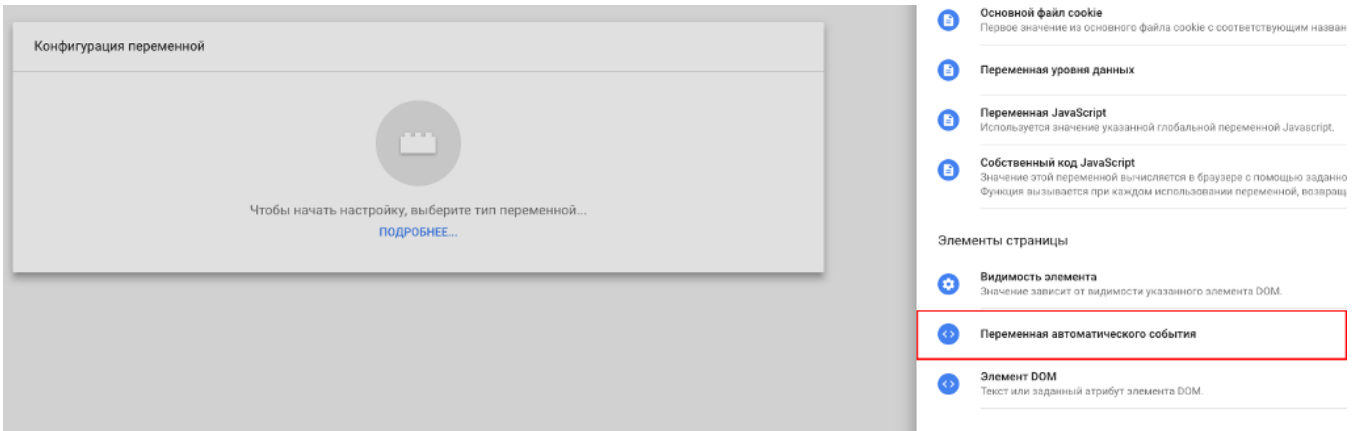 Конфигурация переменной
Чтобы начать настройку, выберите тип переменной...
ПОДРОБНЕЕ...
Основной файл cookie
Первое значение из основного файла cookie с соответствующим назван
Переменная уровня данных
Переменная JavaScript
Используется значение указанной глобальной переменной Javascript.
Собственный код JavaScript
Значение этой переменной вычисляется в браузере с помощью заданно
Функция вызывается при каждом использовании переменной, возвращ
Элементы страницы
Видимость элемента
Значение зависит от видимости указанного элемента DOM.
Переменная автоматического события
Элемент DOM
Текст или заданный атрибут элемента DOM.